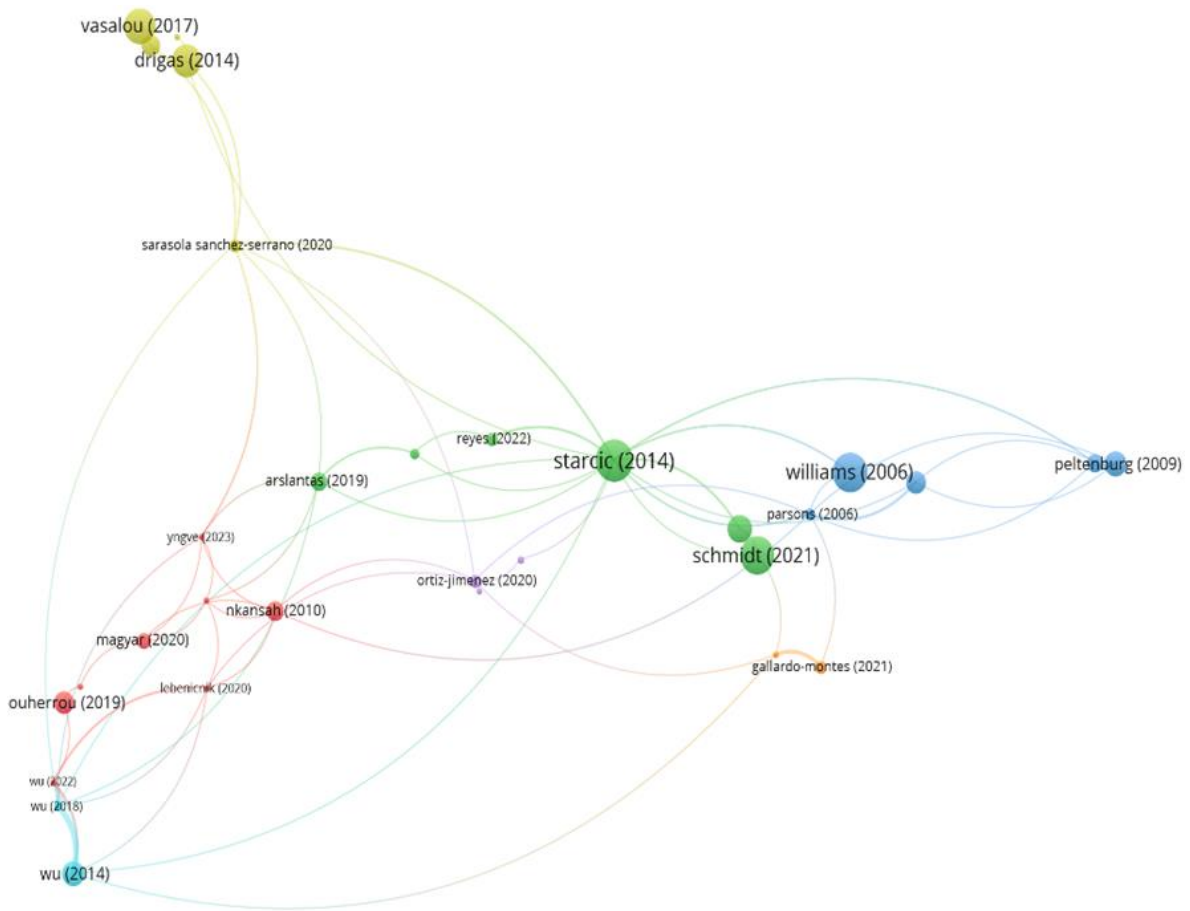 vasalou (2017)
drigas (2014)
sarasola sanchez-serrano (2020
reyes (2022)
starcic (2014)
williams (2006)
peltenburg (2009)
arslantas (2019)
parsons (2006)
yngve (2023)
schmidt (2021)
ortiz-jimenez (2020)
nkansah (2010)
magyar (2020)
gallardo-montes (2021)
lebenicnik (2020)
ouherrou (2019)
wu (2022)
wu (2018)
wu (2014)